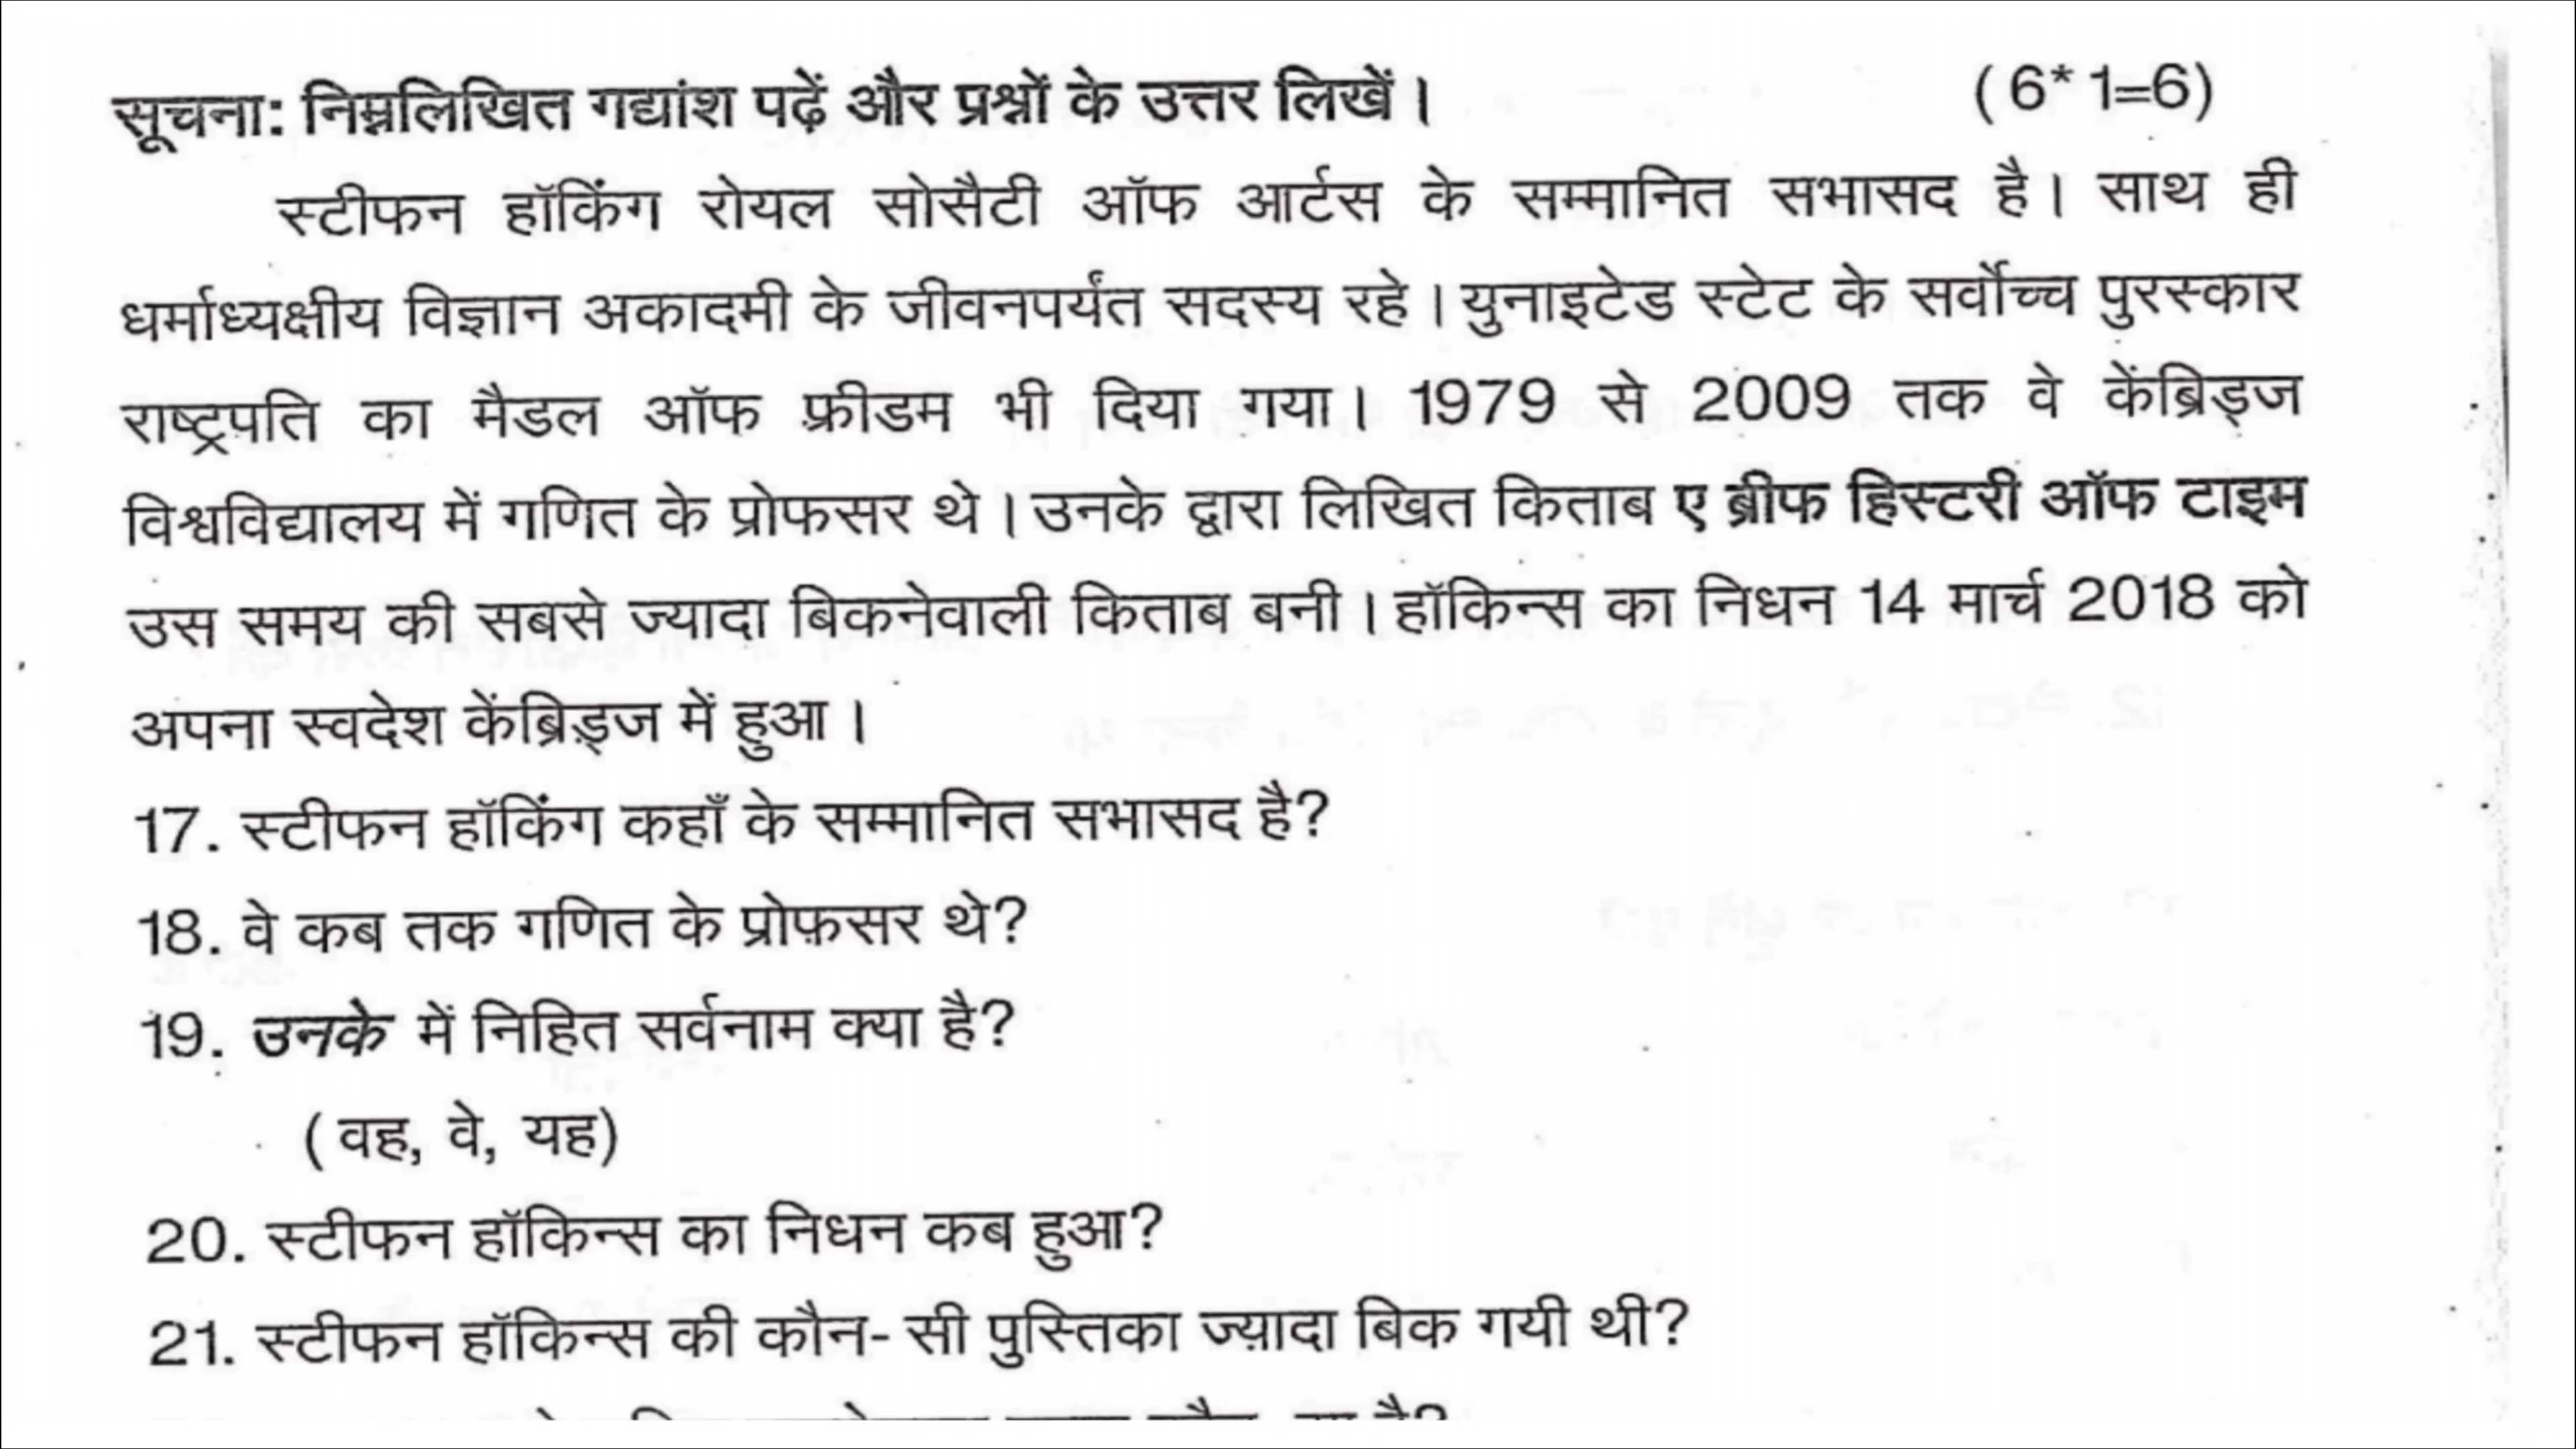 सूचना: निम्नलिखित गद्यांश पढ़ें और प्रश्नों के उत्तर लिखें। (6*1=6)
स्टीफन हॉकिंग रोयल सोसैटी ऑफ आर्टस के सम्मानित सभासद है। साथ ही
धर्माध्यक्षीय विज्ञान अकादमी के जीवनपर्यंत सदस्य रहे। युनाइटेड स्टेट के सर्वोच्च पुरस्कार
राष्ट्रपति का मैडल ऑफ फ्रीडम भी दिया गया। 1979 से 2009 तक वे केंब्रिड्ज
विश्वविद्यालय में गणित के प्रोफसर थे। उनके द्वारा लिखित किताब ए ब्रीफ हिस्टरी ऑफ टाइम
उस समय की सबसे ज्यादा बिकनेवाली किताब बनी। हॉकिन्स का निधन 14 मार्च 2018 को
अपना स्वदेश केंब्रिड्ज में हुआ।
17. स्टीफन हॉकिंग कहाँ के सम्मानित सभासद है?
18. वे कब तक गणित के प्रोफ़सर थे?
19. उनके में निहित सर्वनाम क्या है?
( वह, वे, यह)
20. स्टीफन हॉकिन्स का निधन कब हुआ?
21. स्टीफन हॉकिन्स की कौन- सी पुस्तिका ज्यादा बिक गयी थी?